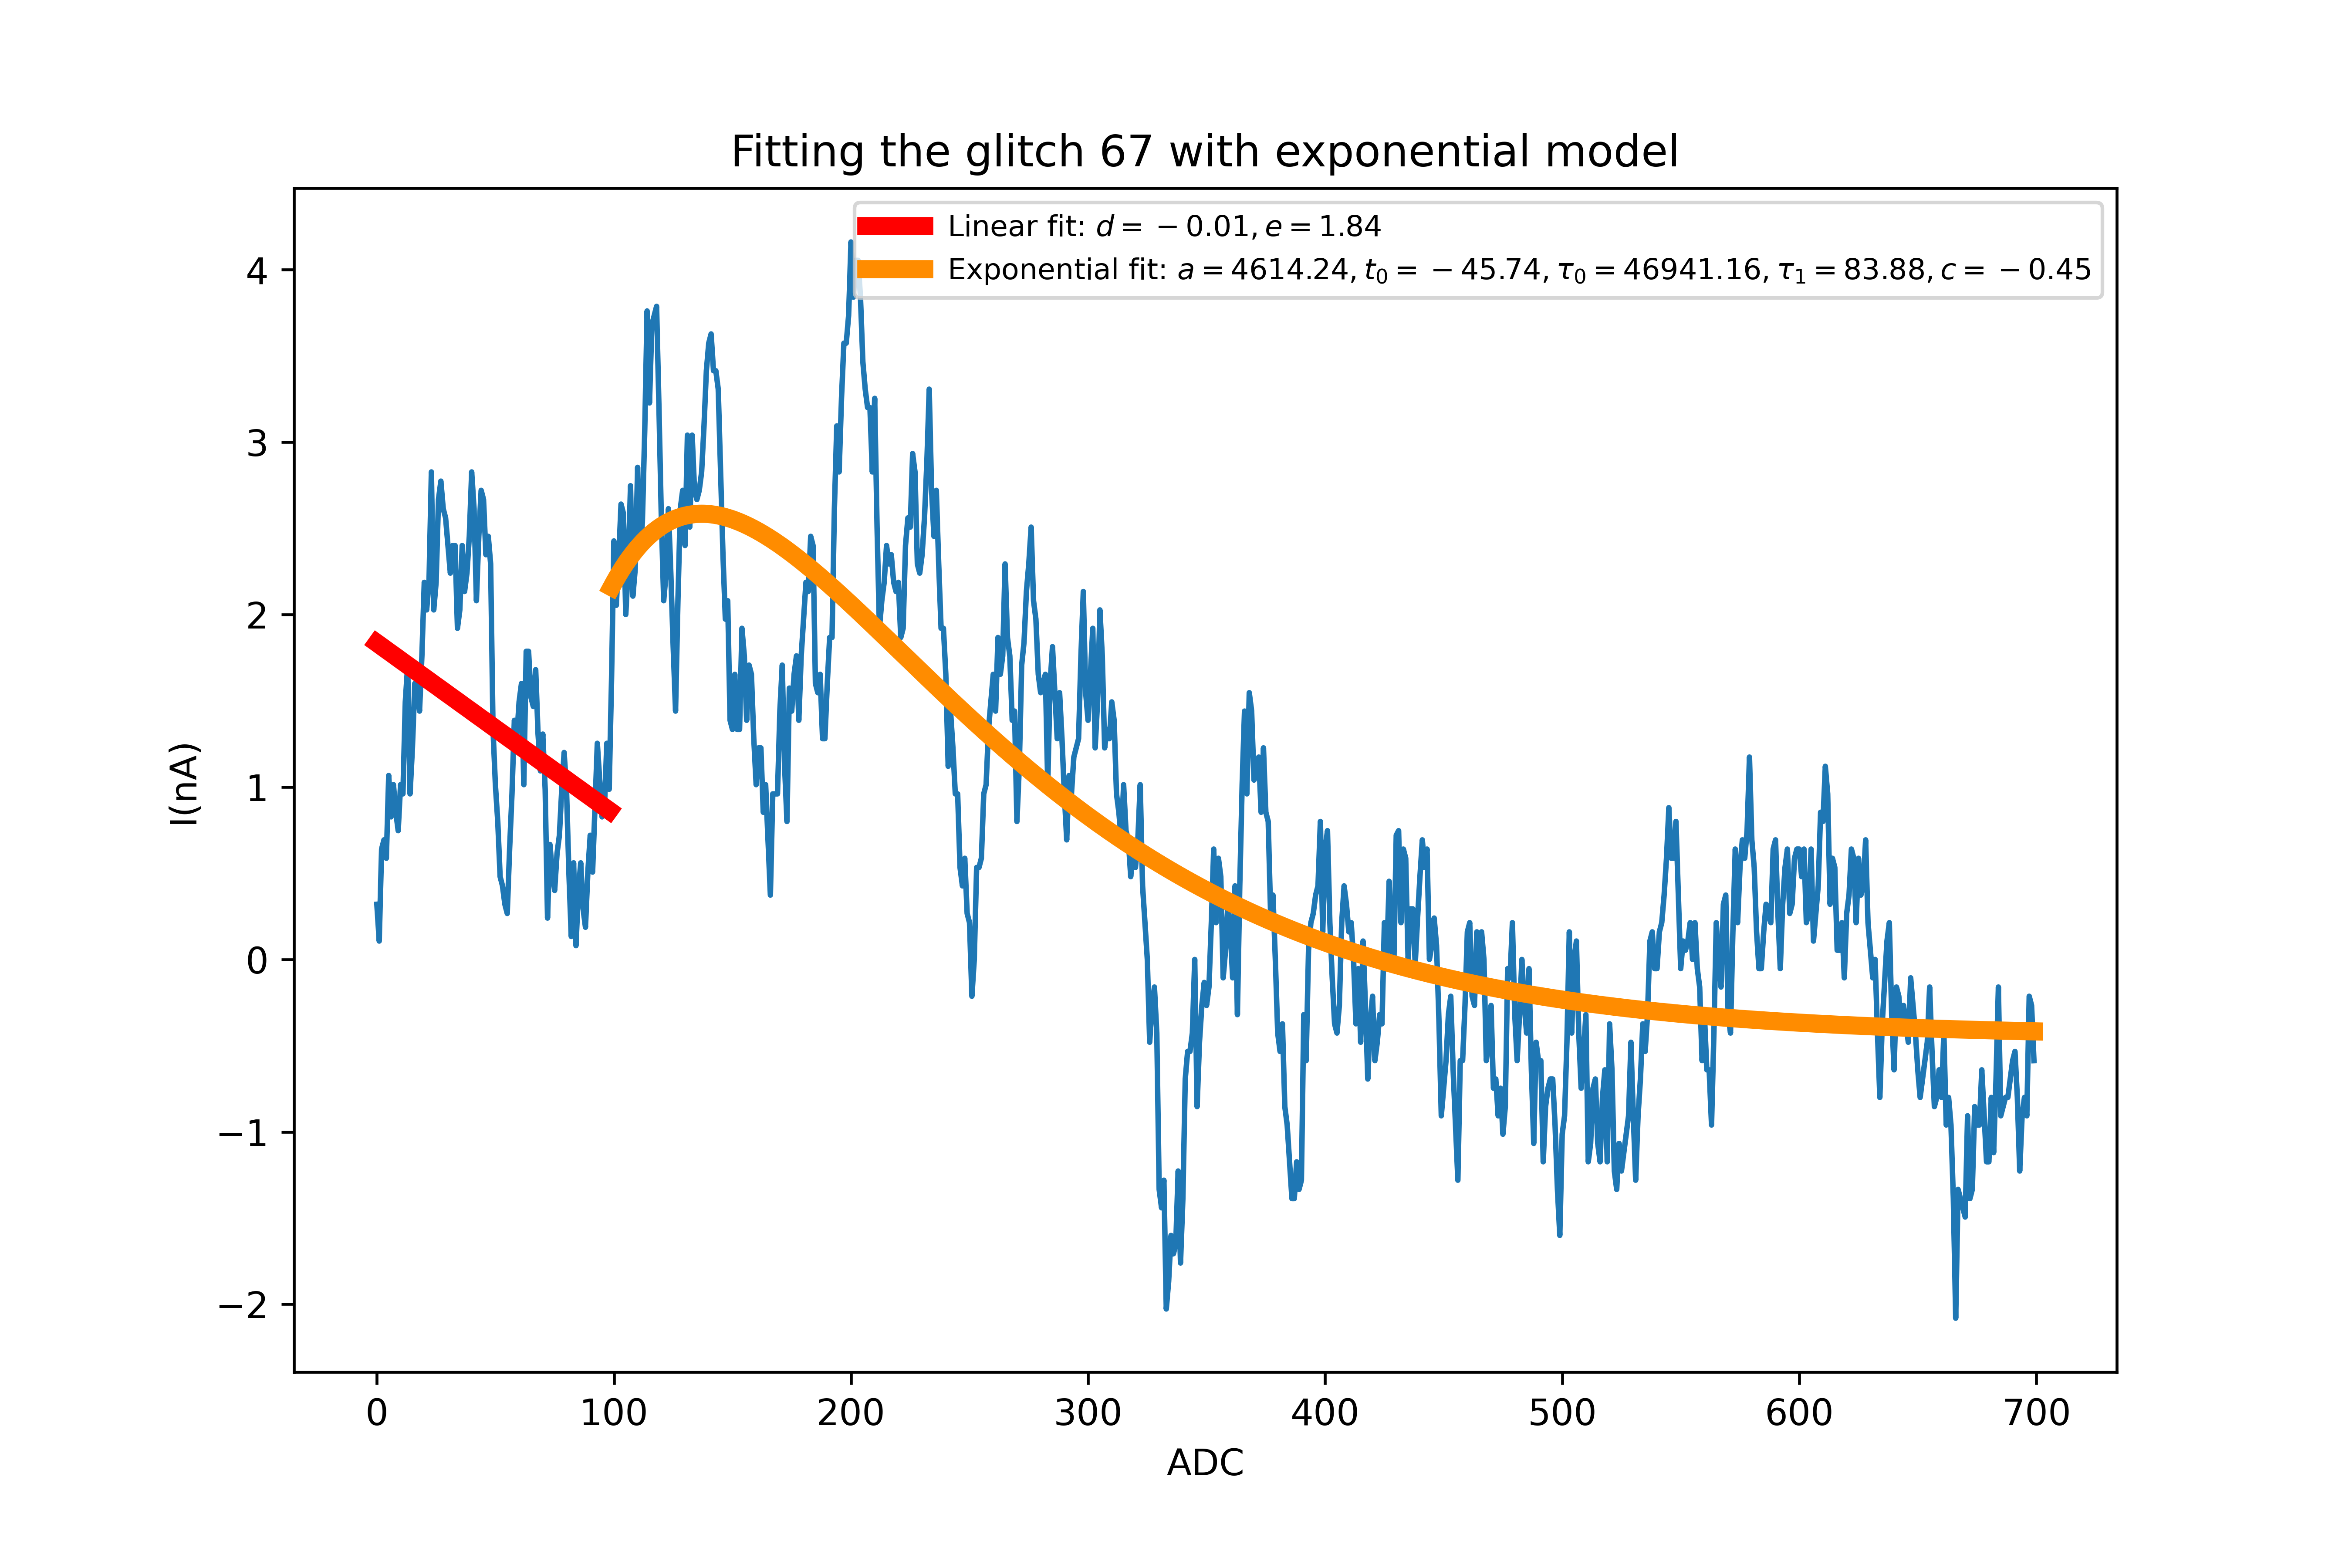 Fitting the glitch 67 with exponential model
Linear fit: d = −0.01, e = 1.84
Exponential fit: a = 4614.24, t₀ = −45.74, τ₀ = 46941.16, τ₁ = 83.88, c = −0.45
I(nA)
4
3
2
1
0
−1
−2
0 100 200 300 400 500 600 700
ADC